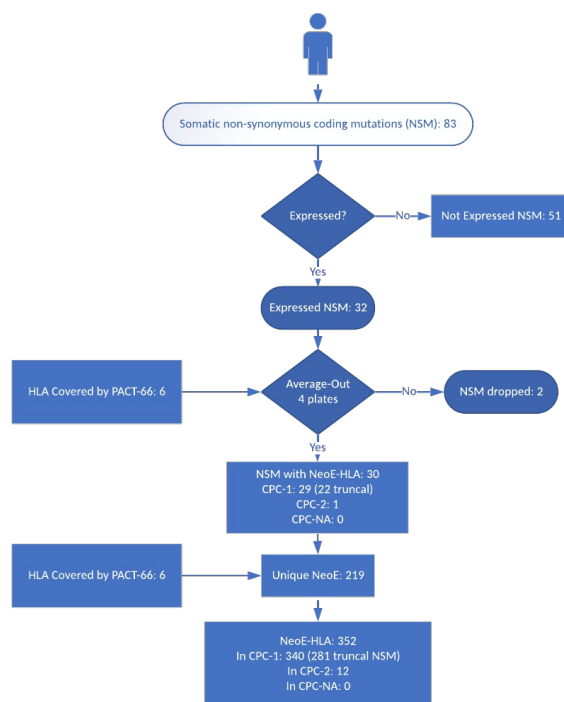 Somatic non-synonymous coding mutations (NSM): 83
Expressed?
No
Not Expressed NSM: 51
Yes
Expressed NSM: 32
HLA Covered by PACT-66: 6
Average-Out
4 plates
No
NSM dropped: 2
Yes
NSM with NeoE-HLA: 30
CPC-1: 29 (22 truncal)
CPC-2: 1
CPC-NA: 0
HLA Covered by PACT-66: 6
Unique NeoE: 219
NeoE-HLA: 352
In CPC-1: 340 (281 truncal NSM)
In CPC-2: 12
In CPC-NA: 0